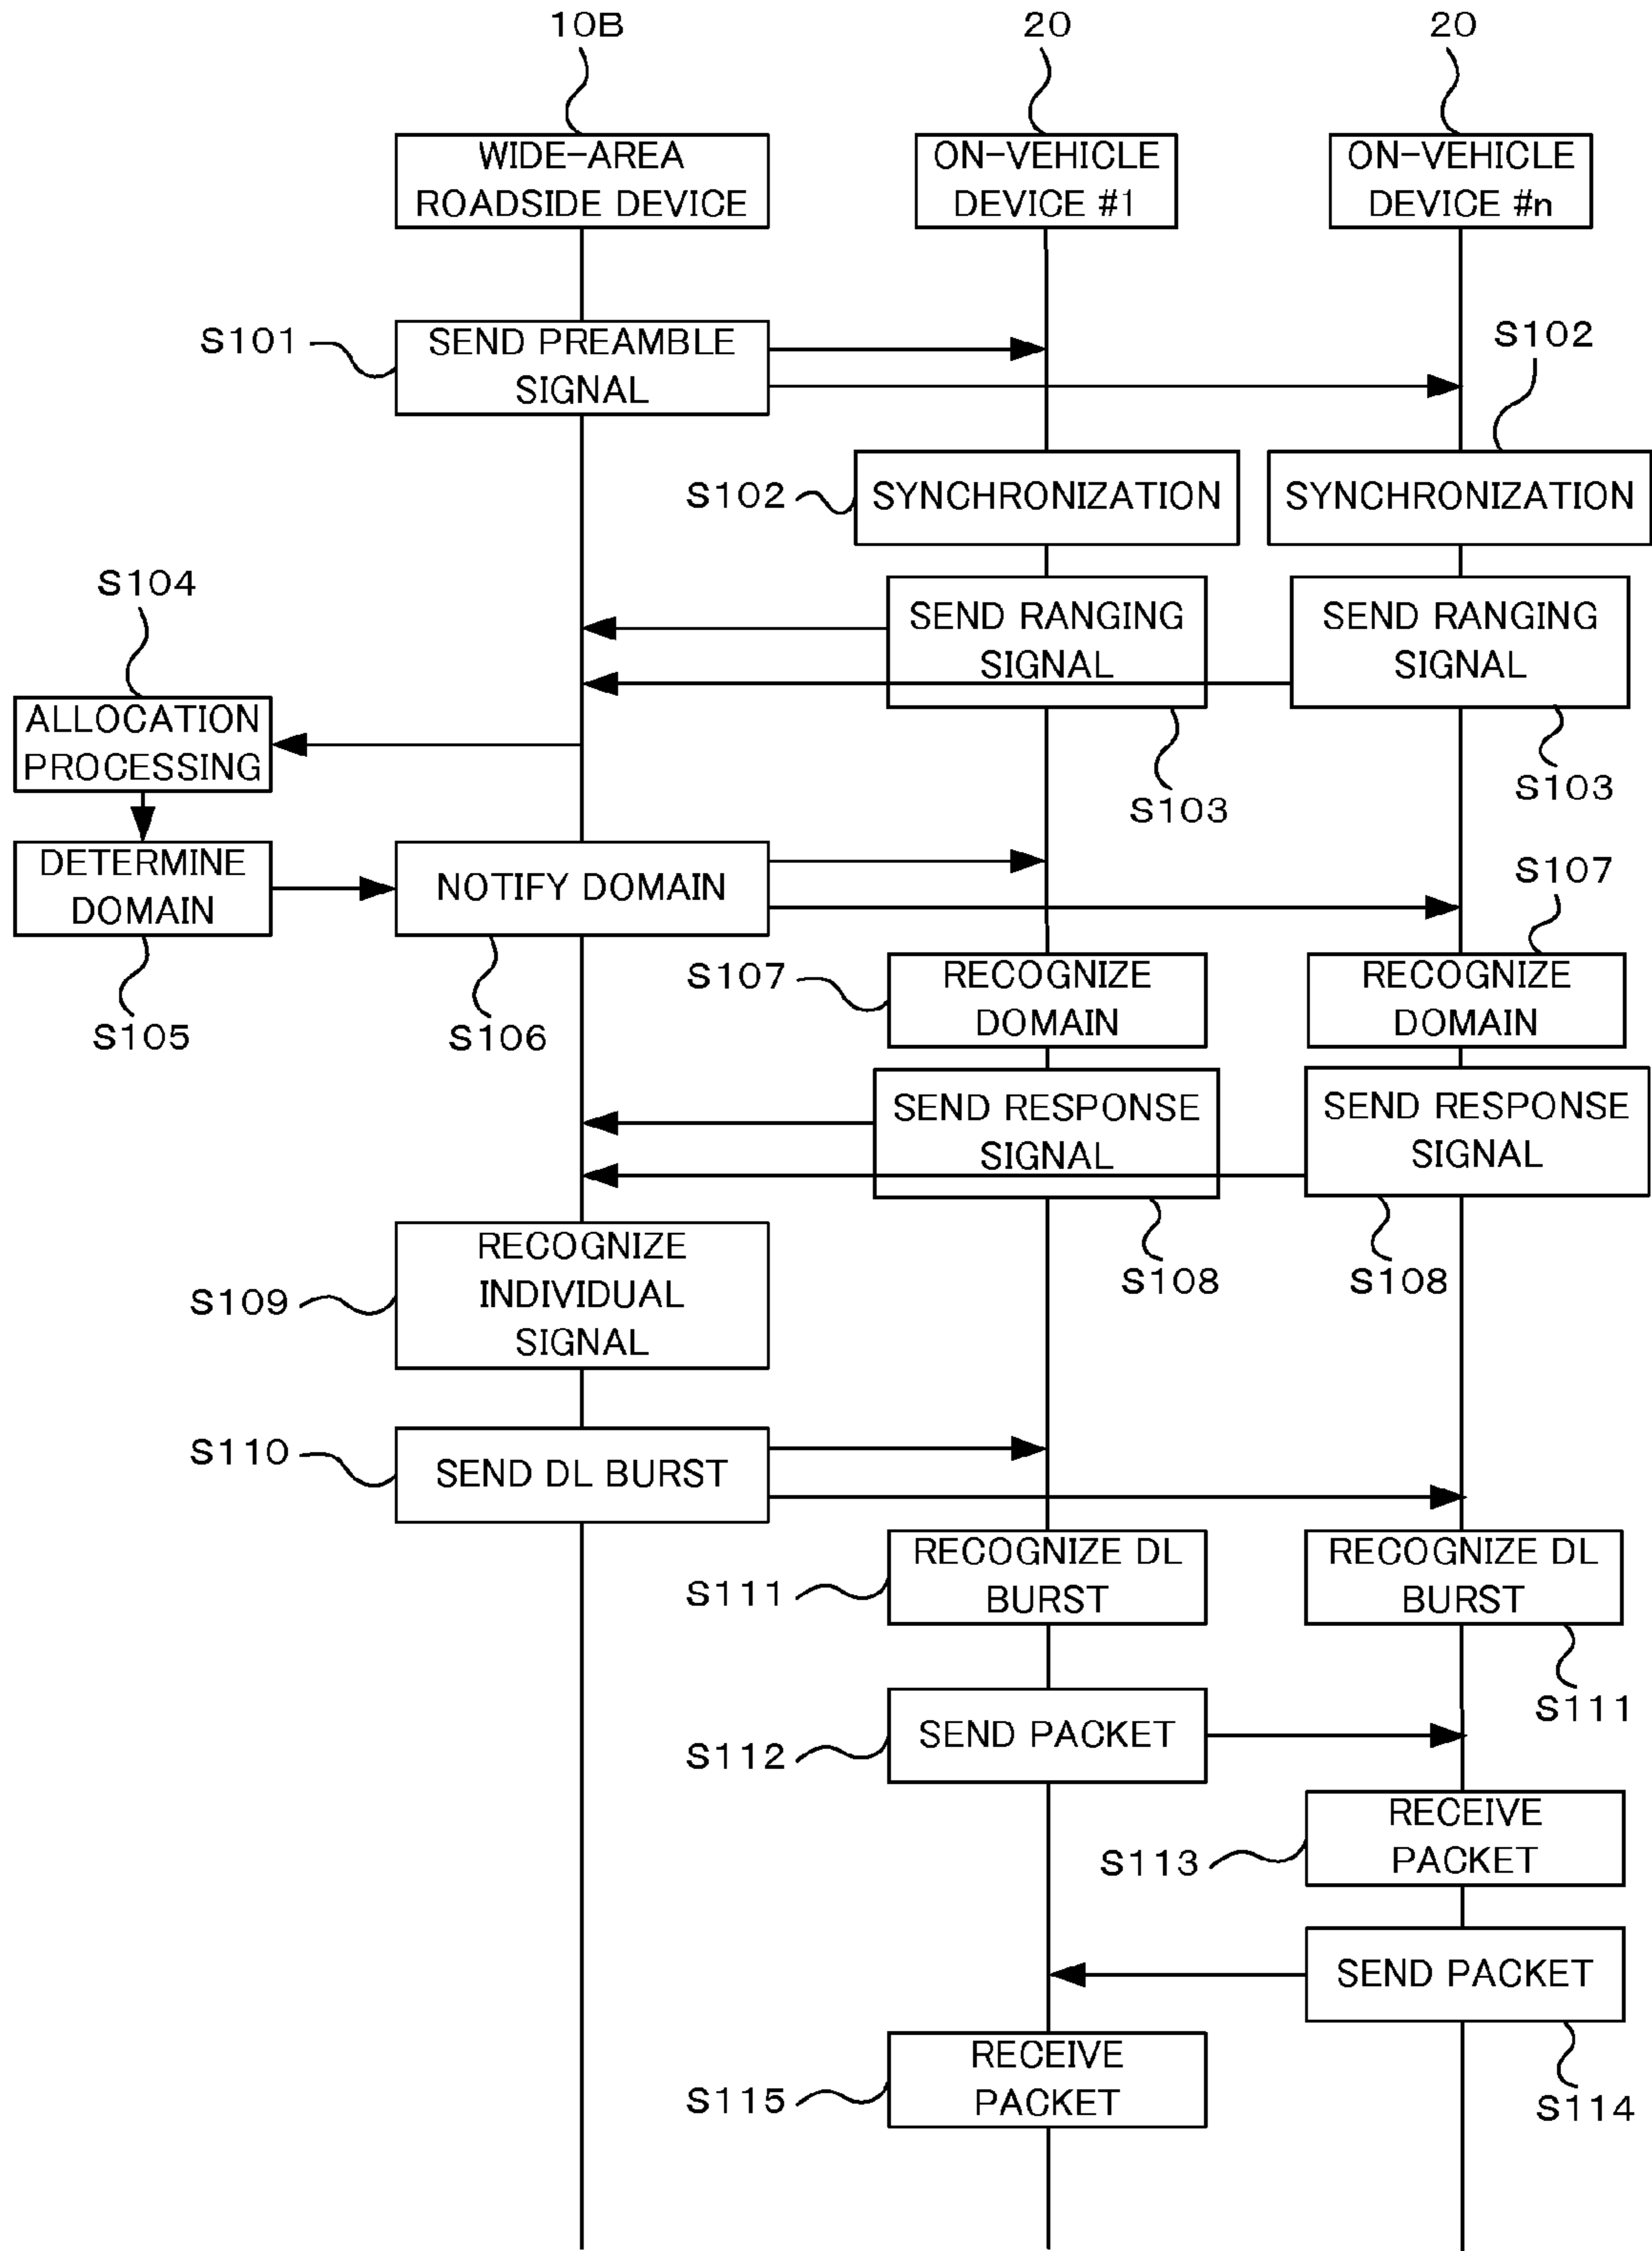 10B
20
20
WIDE-AREA
ROADSIDE DEVICE
ON-VEHICLE
DEVICE #1
ON-VEHICLE
DEVICE #n
S101
SEND PREAMBLE
SIGNAL
S102
S102
SYNCHRONIZATION
SYNCHRONIZATION
S104
SEND RANGING
SIGNAL
SEND RANGING
SIGNAL
ALLOCATION
PROCESSING
S103
S103
DETERMINE
DOMAIN
NOTIFY DOMAIN
S107
S105
S106
S107
RECOGNIZE
DOMAIN
RECOGNIZE
DOMAIN
SEND RESPONSE
SIGNAL
SEND RESPONSE
SIGNAL
S108
S108
S109
RECOGNIZE
INDIVIDUAL
SIGNAL
S110
SEND DL BURST
S111
RECOGNIZE DL
BURST
RECOGNIZE DL
BURST
S111
S112
SEND PACKET
S113
RECEIVE
PACKET
SEND PACKET
S114
S115
RECEIVE
PACKET